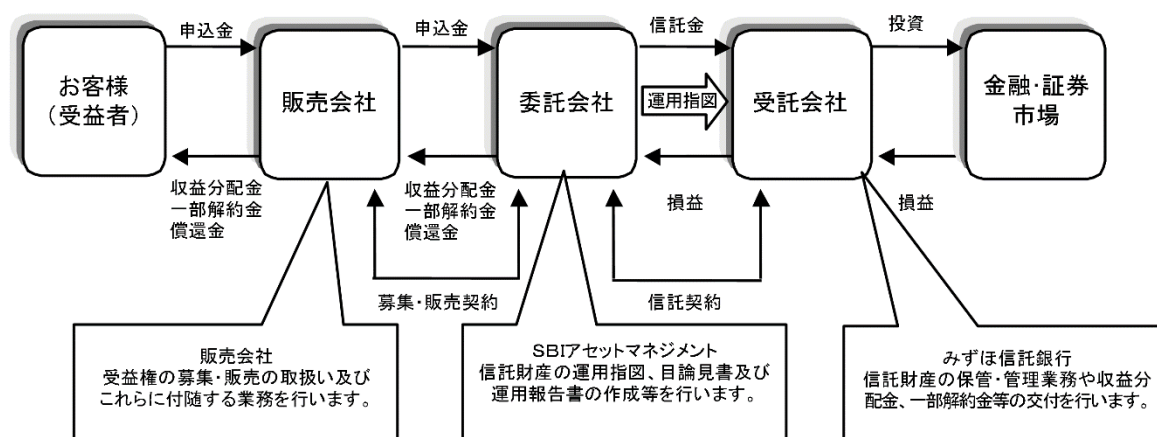 申込金
申込金
信託金
投資
お客様
（受益者）
販売会社
委託会社
運用指図
受託会社
金融・証券
市場
収益分配金
一部解約金
償還金
収益分配金
一部解約金
償還金
損益
損益
募集・販売契約
信託契約
販売会社
受益権の募集・販売の取扱い及び
これらに付随する業務を行います。
SBIアセットマネジメント
信託財産の運用指図、目論見書及び
運用報告書の作成等を行います。
みずほ信託銀行
信託財産の保管・管理業務や収益分
配金、一部解約金等の交付を行います。